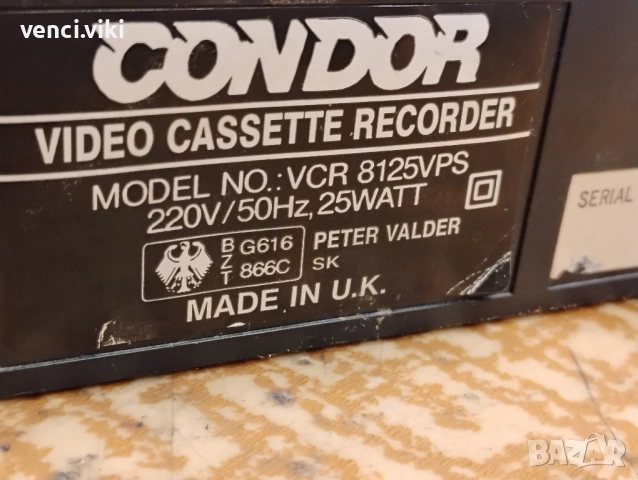 venci.viki
CONDOR
VIDEO CASSETTE RECORDER
MODEL NO.: VCR 8125VPS
220V/50Hz, 25WATT
BZT G616 866C
PETER VALDER
SK
MADE IN U.K.
SERIAL
BAZAR